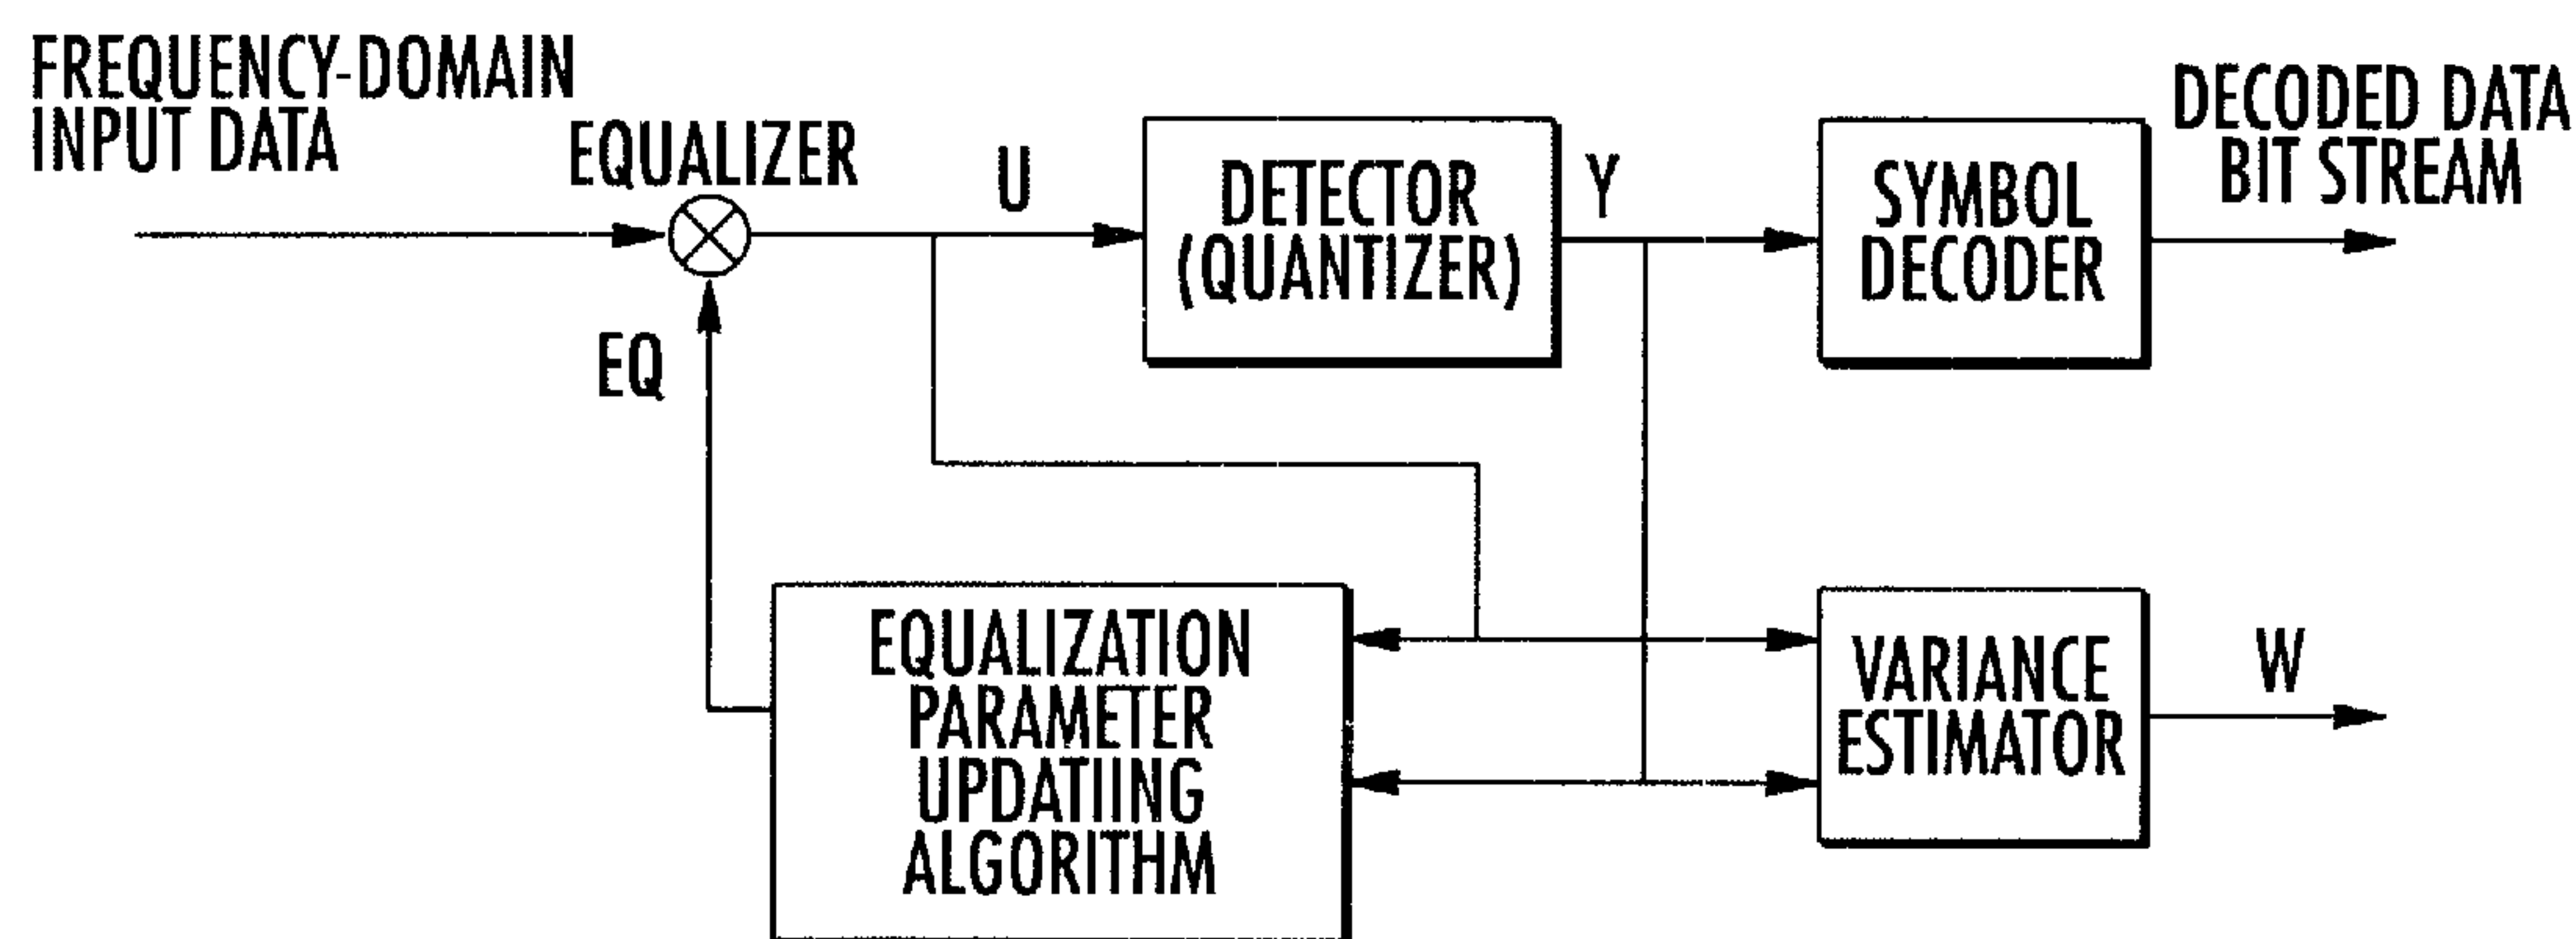 FREQUENCY-DOMAIN
INPUT DATA
EQUALIZER
U
DETECTOR
(QUANTIZER)
Y
SYMBOL
DECODER
DECODED DATA
BIT STREAM
EQ
EQUALIZATION
PARAMETER
UPDATIING
ALGORITHM
VARIANCE
ESTIMATOR
W